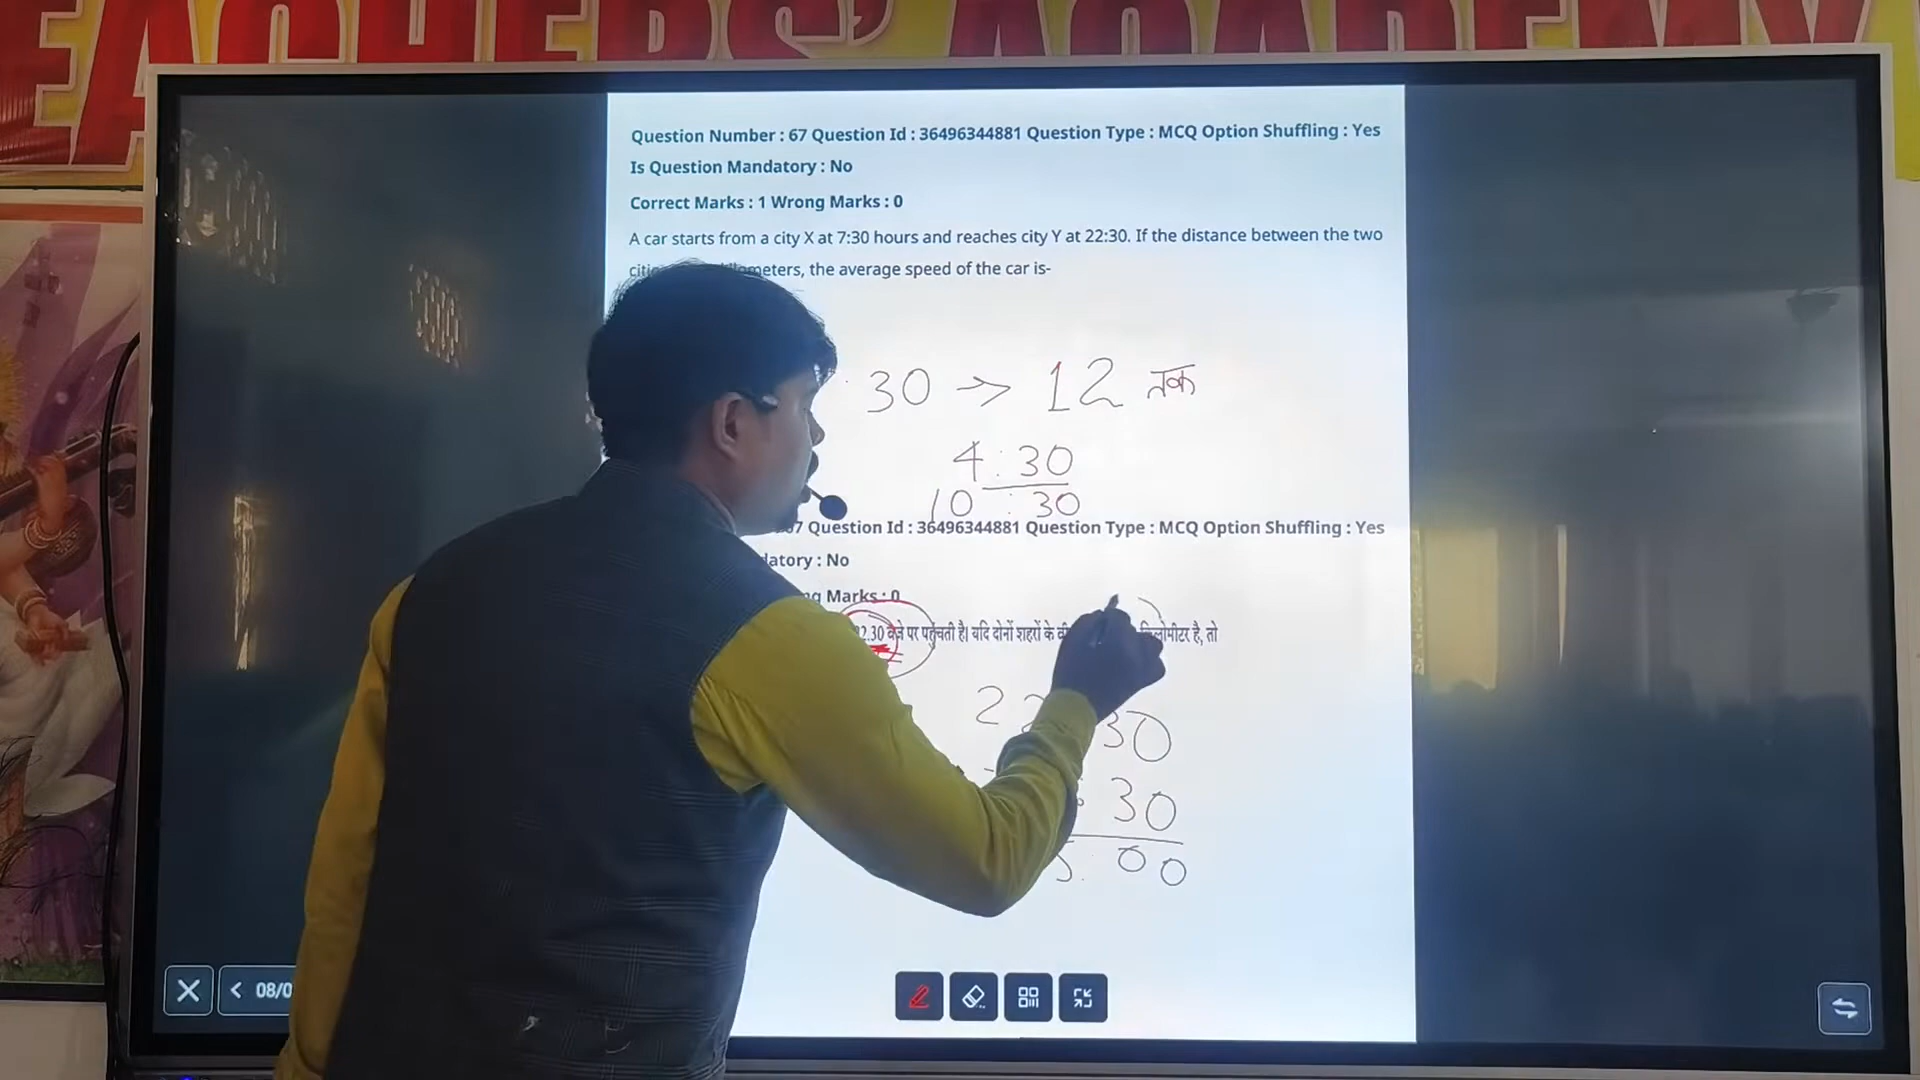 EACHERS' ACADEMY
Question Number : 67 Question Id : 36496344881 Question Type : MCQ Option Shuffling : Yes
Is Question Mandatory : No
Correct Marks : 1 Wrong Marks : 0
A car starts from a city X at 7:30 hours and reaches city Y at 22:30. If the distance between the two
meters, the average speed of the car is-
30 → 12 तक
4 : 30
10 : 30
67 Question Id : 36496344881 Question Type : MCQ Option Shuffling : Yes
: No
Marks : 0
22.30 बजे पर पहुँचती है। यदि दोनों शहरों के किलोमीटर है, तो
22 30
: 30
5 : 00
08/0